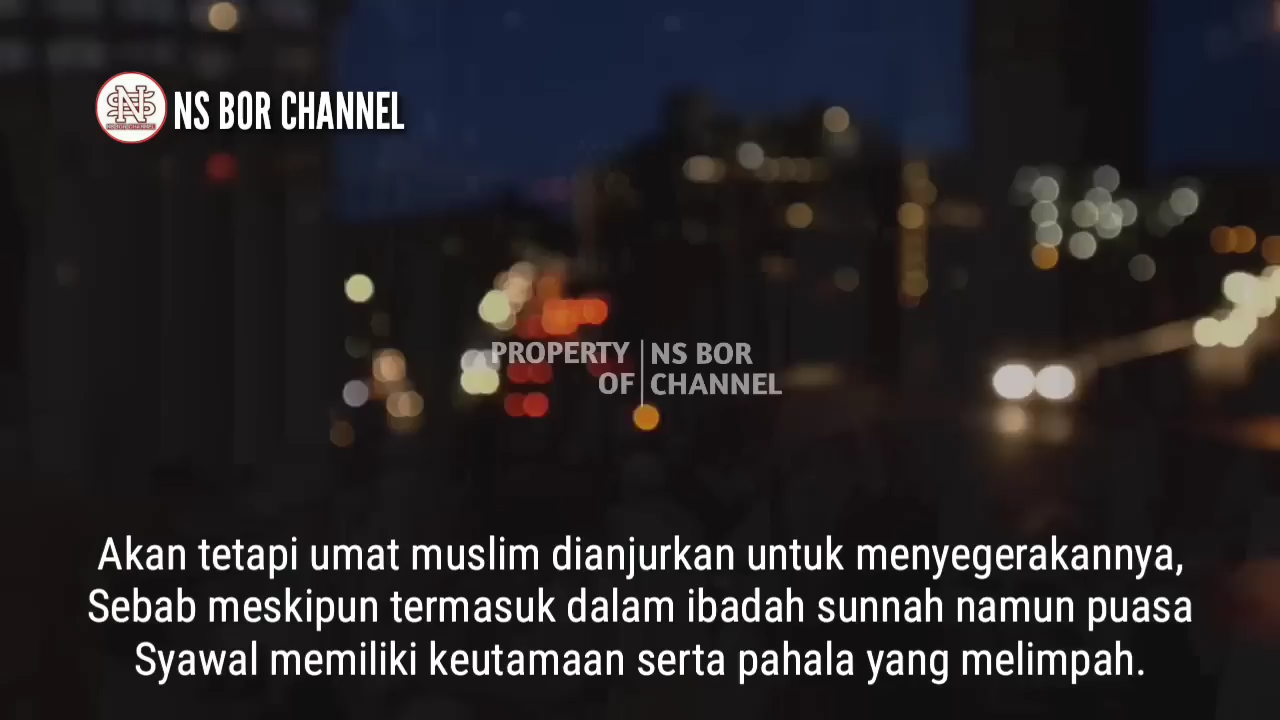 NS BOR CHANNEL
PROPERTY OF
NS BOR CHANNEL
Akan tetapi umat muslim dianjurkan untuk menyegerakannya,
Sebab meskipun termasuk dalam ibadah sunnah namun puasa
Syawal memiliki keutamaan serta pahala yang melimpah.